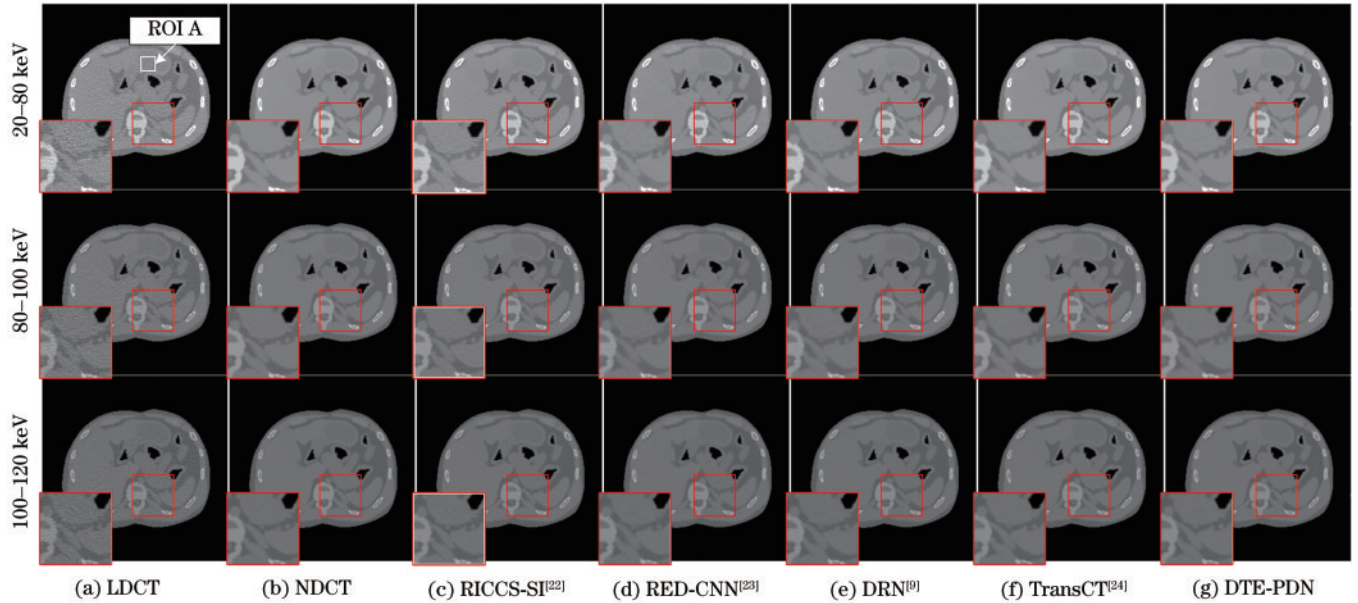 ROI A
20–80 keV
80–100 keV
100–120 keV
(a) LDCT
(b) NDCT
(c) RICCS-SI[22]
(d) RED-CNN[23]
(e) DRN[9]
(f) TransCT[24]
(g) DTE-PDN